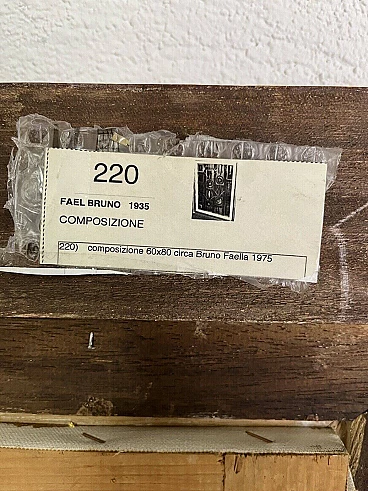 220
FAEL BRUNO 1935
COMPOSIZIONE
220) composizione 60x80 circa Bruno Faella 1975